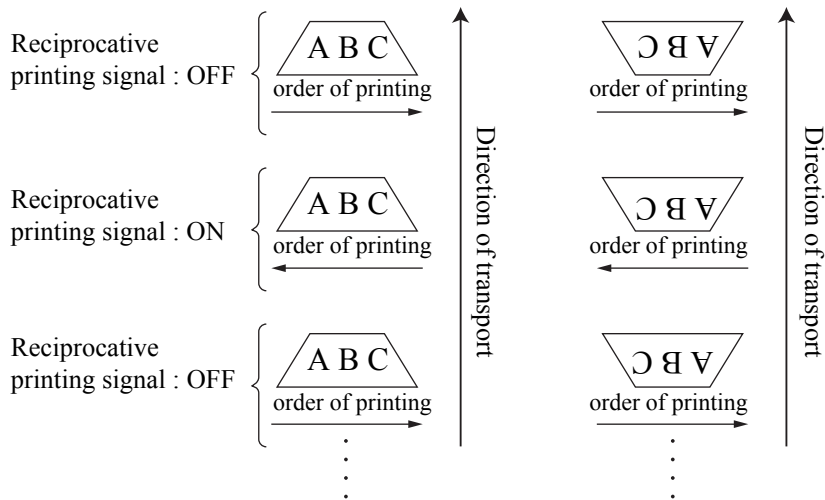 Reciprocative
printing signal : OFF
A B C
order of printing
A B C
order of printing
Reciprocative
printing signal : ON
A B C
order of printing
A B C
order of printing
Reciprocative
printing signal : OFF
A B C
order of printing
A B C
order of printing
Direction of transport
Direction of transport